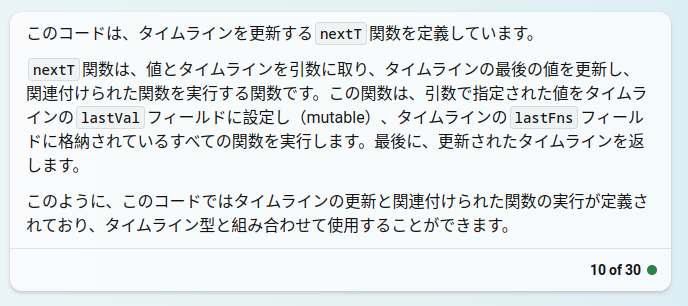 このコードは、タイムラインを更新する nextT 関数を定義しています。
nextT 関数は、値とタイムラインを引数に取り、タイムラインの最後の値を更新し、
関連付けられた関数を実行する関数です。この関数は、引数で指定された値をタイムラ
インの lastVal フィールドに設定し（mutable）、タイムラインの lastFns フィール
ドに格納されているすべての関数を実行します。最後に、更新されたタイムラインを返
します。
このように、このコードではタイムラインの更新と関連付けられた関数の実行が定義さ
れており、タイムライン型と組み合わせて使用することができます。
10 of 30